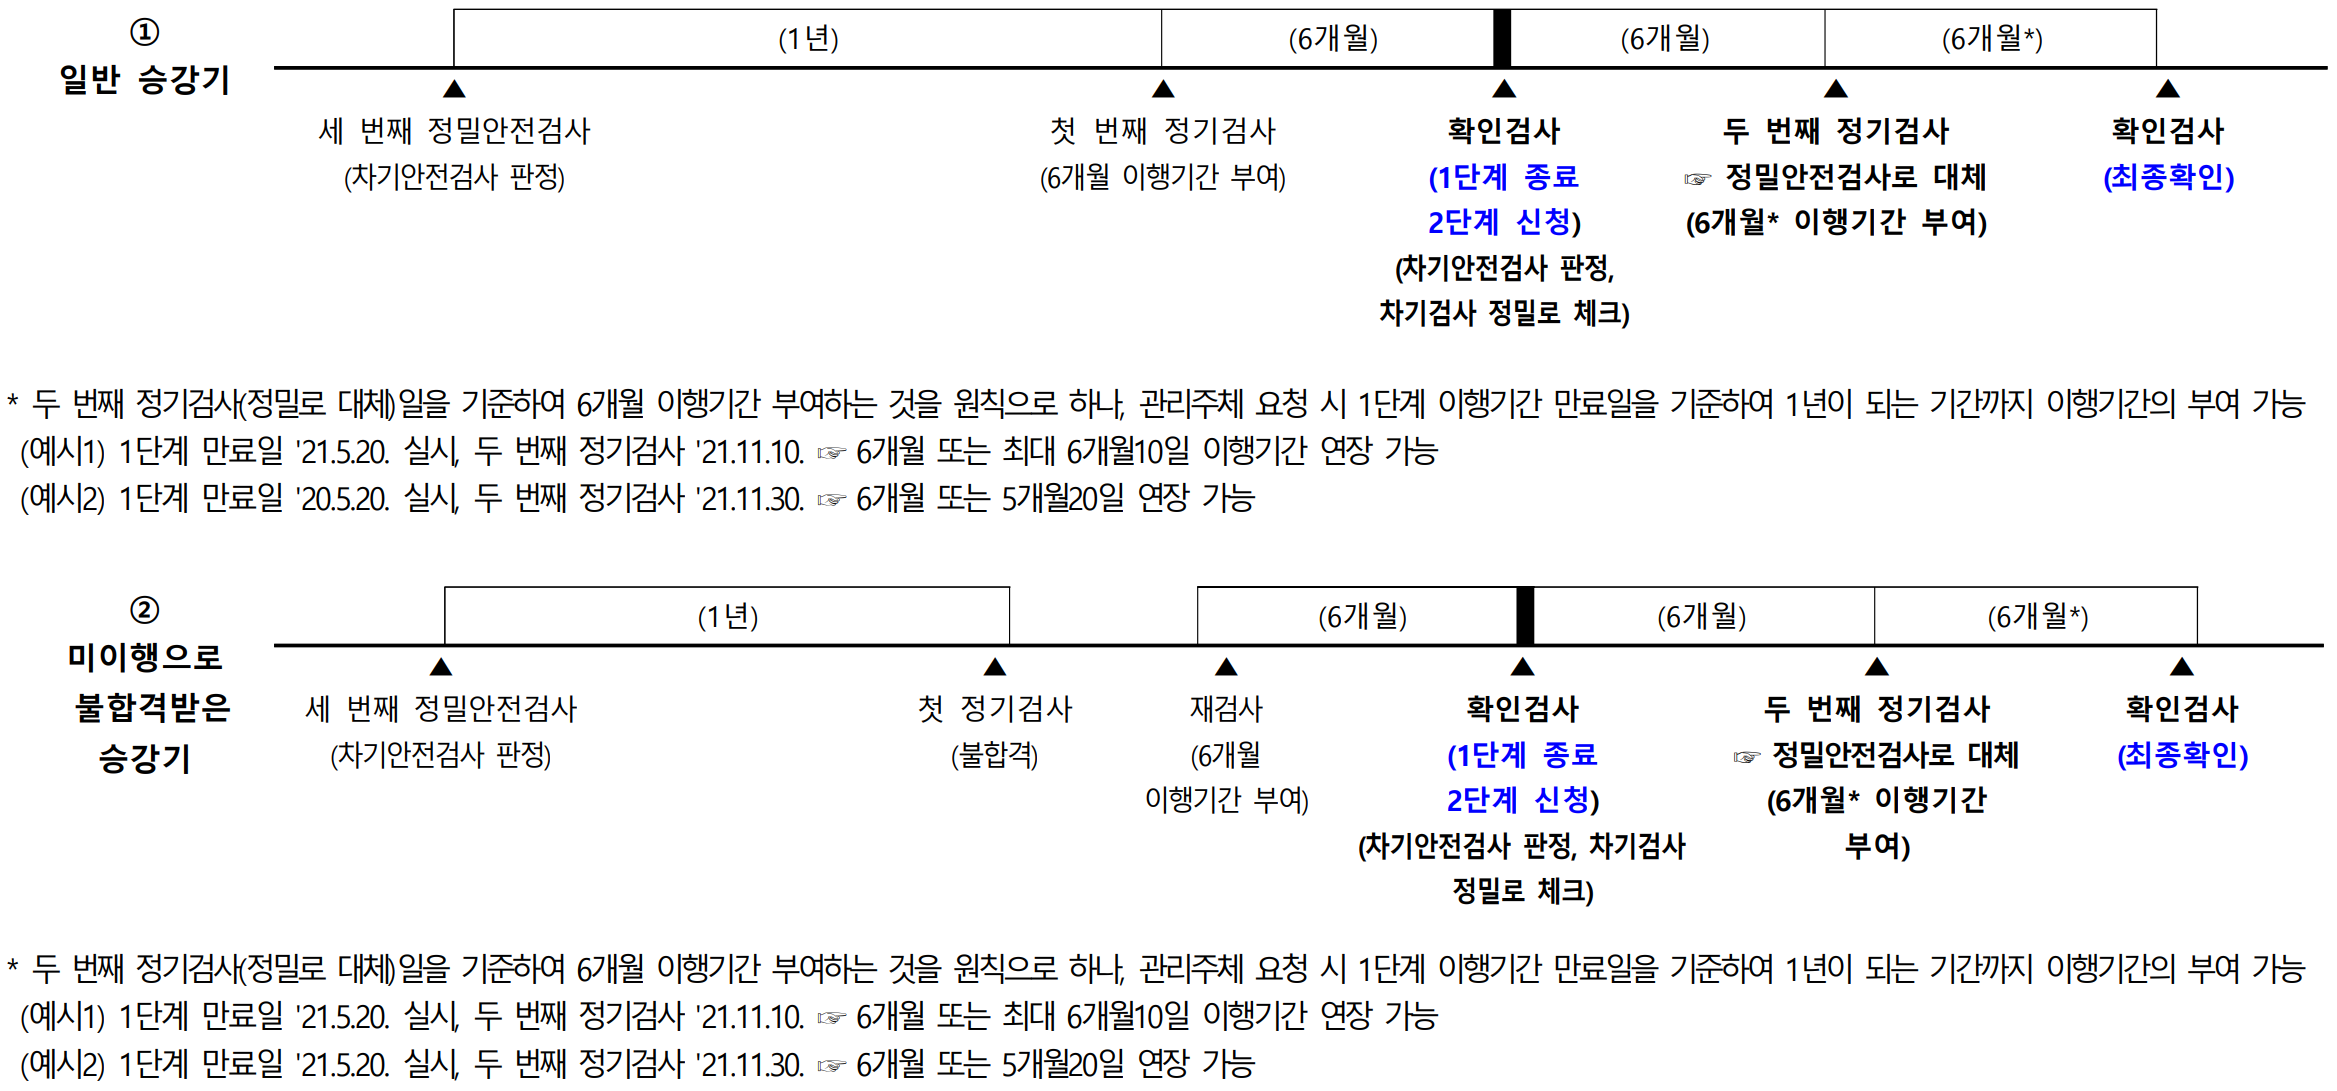 ①
일반 승강기
(1년)
(6개월)
(6개월)
(6개월*)
▲
▲
▲
▲
▲
세 번째 정밀안전검사
(차기안전검사 판정)
첫 번째 정기검사
(6개월 이행기간 부여)
확인검사
(1단계 종료
2단계 신청)
(차기안전검사 판정,
차기검사 정밀로 체크)
두 번째 정기검사
☞ 정밀안전검사로 대체
(6개월* 이행기간 부여)
확인검사
(최종확인)
* 두 번째 정기검사(정밀로 대체)일을 기준하여 6개월 이행기간 부여하는 것을 원칙으로 하나, 관리주체 요청 시 1단계 이행기간 만료일을 기준하여 1년이 되는 기간까지 이행기간의 부여 가능
(예시1) 1단계 만료일 '21.5.20. 실시, 두 번째 정기검사 '21.11.10. ☞ 6개월 또는 최대 6개월10일 이행기간 연장 가능
(예시2) 1단계 만료일 '20.5.20. 실시, 두 번째 정기검사 '21.11.30. ☞ 6개월 또는 5개월20일 연장 가능
②
미이행으로
불합격받은
승강기
(1년)
(6개월)
(6개월)
(6개월*)
▲
▲
▲
▲
▲
▲
세 번째 정밀안전검사
(차기안전검사 판정)
첫 정기검사
(불합격)
재검사
(6개월
이행기간 부여)
확인검사
(1단계 종료
2단계 신청)
(차기안전검사 판정, 차기검사
정밀로 체크)
두 번째 정기검사
☞ 정밀안전검사로 대체
(6개월* 이행기간
부여)
확인검사
(최종확인)
* 두 번째 정기검사(정밀로 대체)일을 기준하여 6개월 이행기간 부여하는 것을 원칙으로 하나, 관리주체 요청 시 1단계 이행기간 만료일을 기준하여 1년이 되는 기간까지 이행기간의 부여 가능
(예시1) 1단계 만료일 '21.5.20. 실시, 두 번째 정기검사 '21.11.10. ☞ 6개월 또는 최대 6개월10일 이행기간 연장 가능
(예시2) 1단계 만료일 '21.5.20. 실시, 두 번째 정기검사 '21.11.30. ☞ 6개월 또는 5개월20일 연장 가능